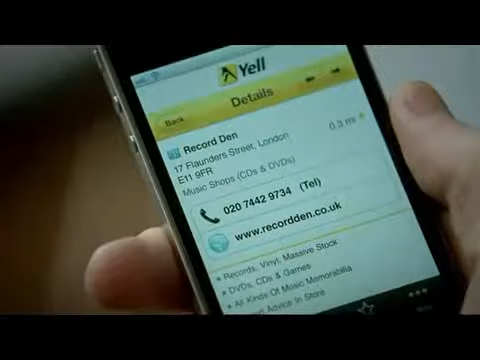 Yell
Back
Details
Record Den
17 Flaunders Street, London
E11 9FR
0.3 mi
Music Shops (CDs & DVDs)
020 7442 9734 (Tel)
www.recordden.co.uk
• Records, Vinyl, Massive Stock
• DVDs, CDs & Games
• All Kinds Of Music Memorabilia
Advice In Store